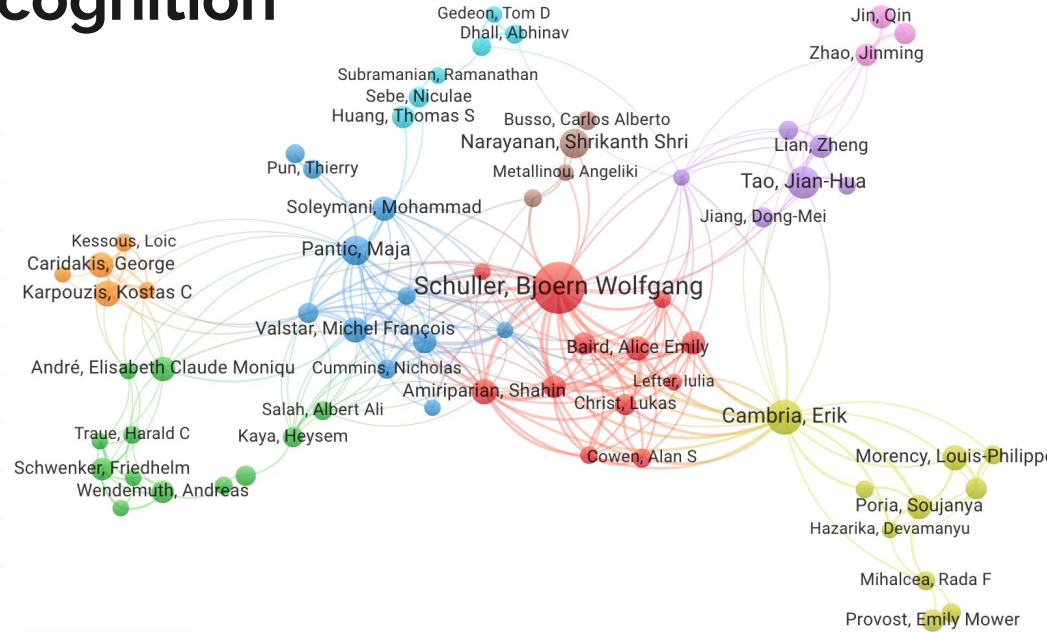 cognition
Gedeon, Tom D
Dhall, Abhinav
Jin, Qin
Zhao, Jinming
Subramanian, Ramanathan
Sebe, Niculae
Huang, Thomas S
Busso, Carlos Alberto
Narayanan, Shrikanth Shri
Lian, Zheng
Pun, Thierry
Metallinou, Angeliki
Tao, Jian-Hua
Soleymani, Mohammad
Jiang, Dong-Mei
Kessous, Loic
Pantic, Maja
Caridakis, George
Karpouzis, Kostas C
Schuller, Bjoern Wolfgang
Valstar, Michel François
Baird, Alice Emily
André, Elisabeth Claude Moniqu
Cummins, Nicholas
Lefter, Iulia
Amiriparian, Shahin
Christ, Lukas
Salah, Albert Ali
Cambria, Erik
Traue, Harald C
Kaya, Heysem
Cowen, Alan S
Morency, Louis-Philippe
Schwenker, Friedhelm
Wendemuth, Andreas
Poria, Soujanya
Hazarika, Devamanyu
Mihalcea, Rada F
Provost, Emily Mower